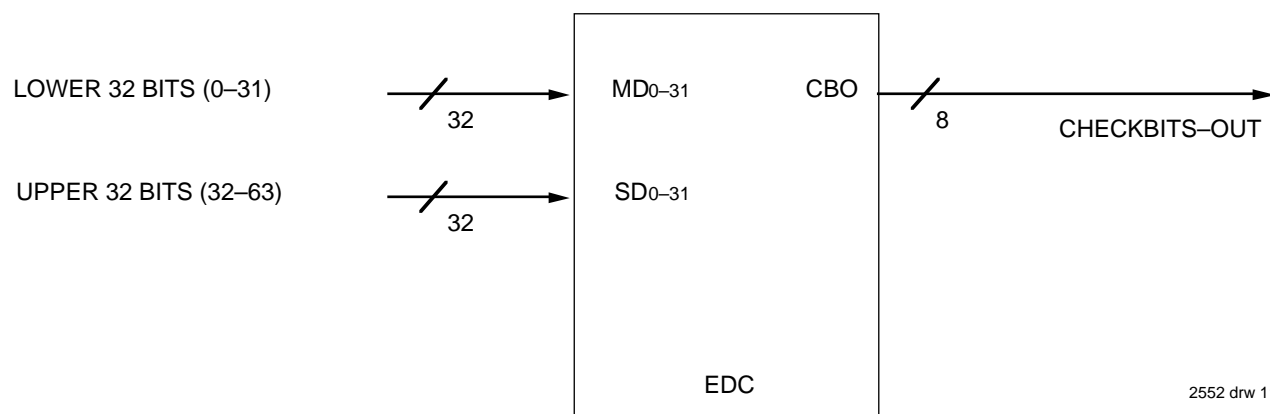 LOWER 32 BITS (0–31)
32
MD0–31
CBO
8
CHECKBITS–OUT
UPPER 32 BITS (32–63)
32
SD0–31
EDC
2552 drw 1